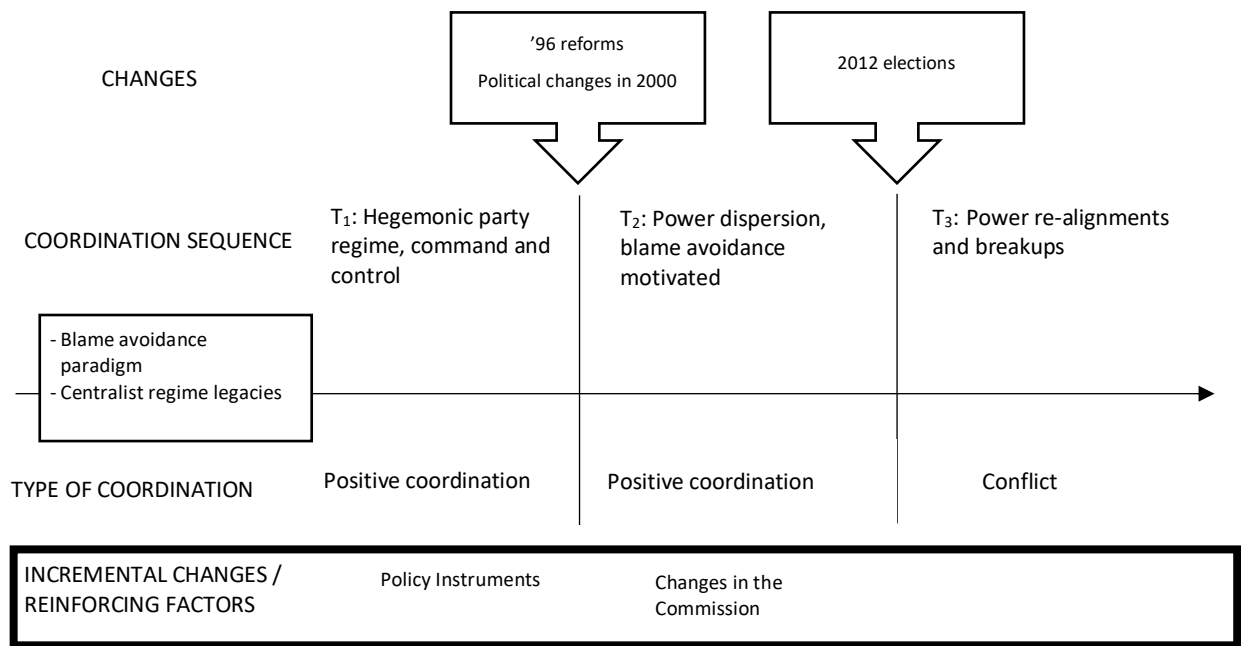 ’96 reforms
Political changes in 2000
2012 elections
CHANGES
COORDINATION SEQUENCE
T₁: Hegemonic party
regime, command and
control
T₂: Power dispersion,
blame avoidance
motivated
T₃: Power re-alignments
and breakups
- Blame avoidance
paradigm
- Centralist regime legacies
TYPE OF COORDINATION
Positive coordination
Positive coordination
Conflict
INCREMENTAL CHANGES /
REINFORCING FACTORS
Policy Instruments
Changes in the
Commission